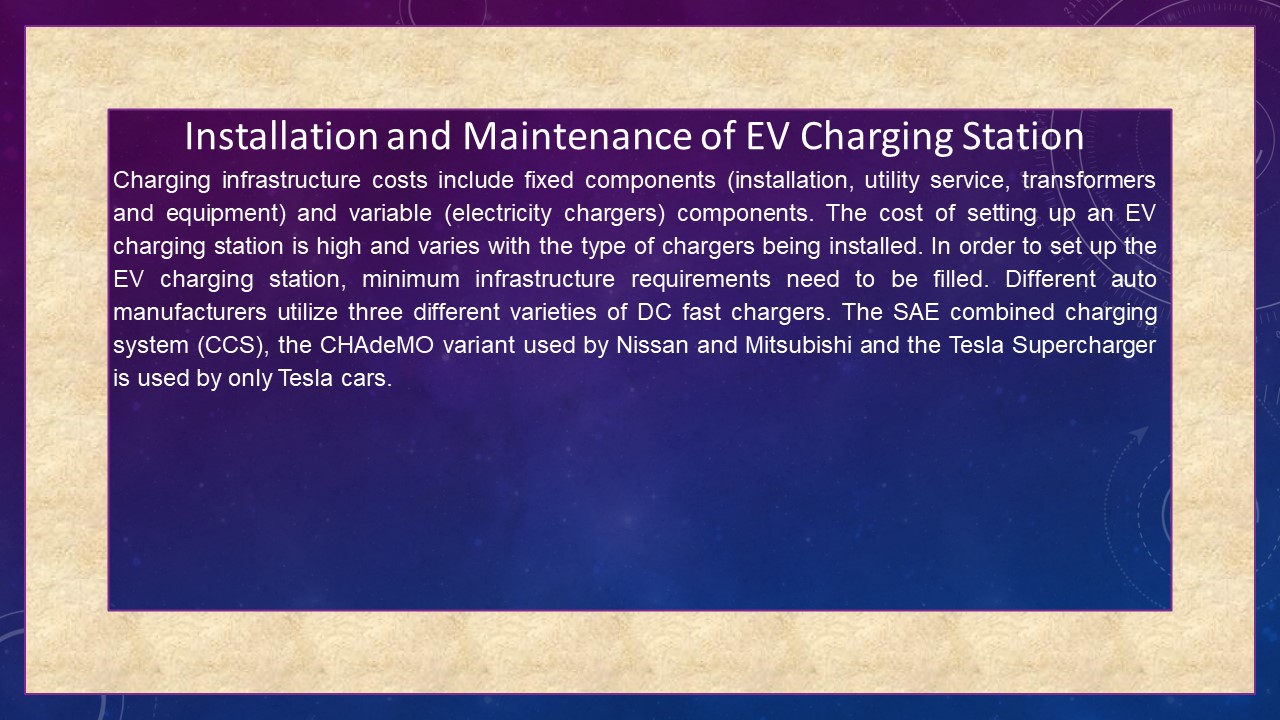 Installation and Maintenance of EV Charging Station
Charging infrastructure costs include fixed components (installation, utility service, transformers
and equipment) and variable (electricity chargers) components. The cost of setting up an EV
charging station is high and varies with the type of chargers being installed. In order to set up the
EV charging station, minimum infrastructure requirements need to be filled. Different auto
manufacturers utilize three different varieties of DC fast chargers. The SAE combined charging
system (CCS), the CHAdeMO variant used by Nissan and Mitsubishi and the Tesla Supercharger
is used by only Tesla cars.